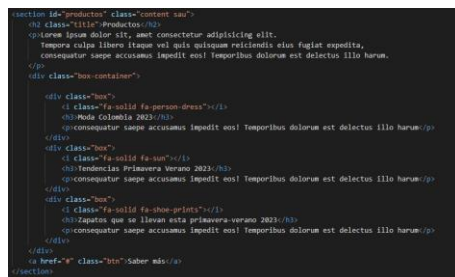 <section id="productos" class="content sau">
<h2 class="title">Productos</h2>
<p>Lorem ipsum dolor sit, amet consectetur adipisicing elit.
Tempora culpa libero itaque vel quis quisquam reiciendis eius fugiat expedita,
consequatur saepe accusamus impedit eos! Temporibus dolorum est delectus illo harum.
</p>
<div class="box-container">
<div class="box">
<i class="fa-solid fa-person-dress"></i>
<h3>Moda Colombia 2023</h3>
<p>consequatur saepe accusamus impedit eos! Temporibus dolorum est delectus illo harum</p>
</div>
<div class="box">
<i class="fa-solid fa-sun"></i>
<h3>Tendencias Primavera Verano 2023</h3>
<p>consequatur saepe accusamus impedit eos! Temporibus dolorum est delectus illo harum</p>
</div>
<div class="box">
<i class="fa-solid fa-shoe-prints"></i>
<h3>Zapatos que se llevan esta primavera-verano 2023</h3>
<p>consequatur saepe accusamus impedit eos! Temporibus dolorum est delectus illo harum</p>
</div>
</div>
<a href="#" class="btn">Saber más</a>
</section>